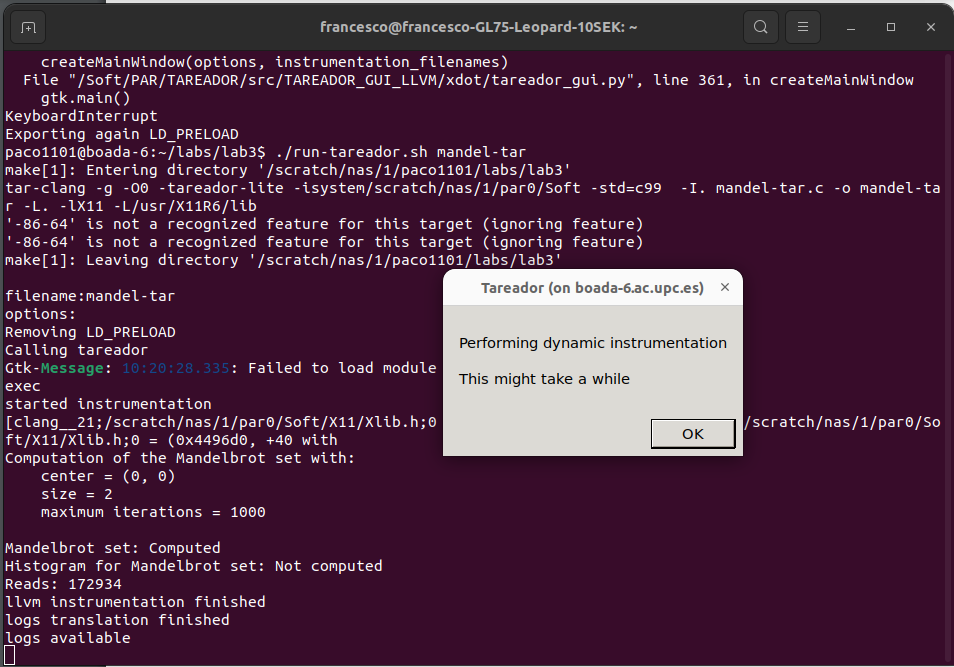 francesco@francesco-GL75-Leopard-10SEK: ~
createMainWindow(options, instrumentation_filenames)
File "/Soft/PAR/TAREADOR/src/TAREADOR_GUI_LLVM/xdot/tareador_gui.py", line 361, in createMainWindow
gtk.main()
KeyboardInterrupt
Exporting again LD_PRELOAD
paco1101@boada-6:~/labs/lab3$ ./run-tareador.sh mandel-tar
make[1]: Entering directory '/scratch/nas/1/paco1101/labs/lab3'
tar-clang -g -O0 -tareador-lite -isystem/scratch/nas/1/par0/Soft -std=c99  -I. mandel-tar.c -o mandel-ta
r -L. -lX11 -L/usr/X11R6/lib
'-86-64' is not a recognized feature for this target (ignoring feature)
'-86-64' is not a recognized feature for this target (ignoring feature)
make[1]: Leaving directory '/scratch/nas/1/paco1101/labs/lab3'
filename:mandel-tar
options:
Removing LD_PRELOAD
Calling tareador
Gtk-Message: 10:20:28.335: Failed to load module
exec
started instrumentation
[clang__21;/scratch/nas/1/par0/Soft/X11/Xlib.h;0 /scratch/nas/1/par0/So
ft/X11/Xlib.h;0 = (0x4496d0, +40 with
Computation of the Mandelbrot set with:
center = (0, 0)
size = 2
maximum iterations = 1000
Mandelbrot set: Computed
Histogram for Mandelbrot set: Not computed
Reads: 172934
llvm instrumentation finished
logs translation finished
logs available
Tareador (on boada-6.ac.upc.es)
Performing dynamic instrumentation
This might take a while
OK